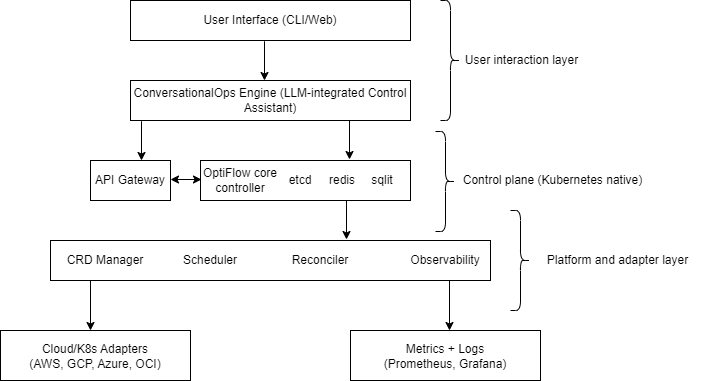 User Interface (CLI/Web)
User interaction layer
ConversationalOps Engine (LLM-integrated Control
Assistant)
API Gateway
OptiFlow core
controller
etcd
redis
sqlit
Control plane (Kubernetes native)
CRD Manager
Scheduler
Reconciler
Observability
Platform and adapter layer
Cloud/K8s Adapters
(AWS, GCP, Azure, OCI)
Metrics + Logs
(Prometheus, Grafana)